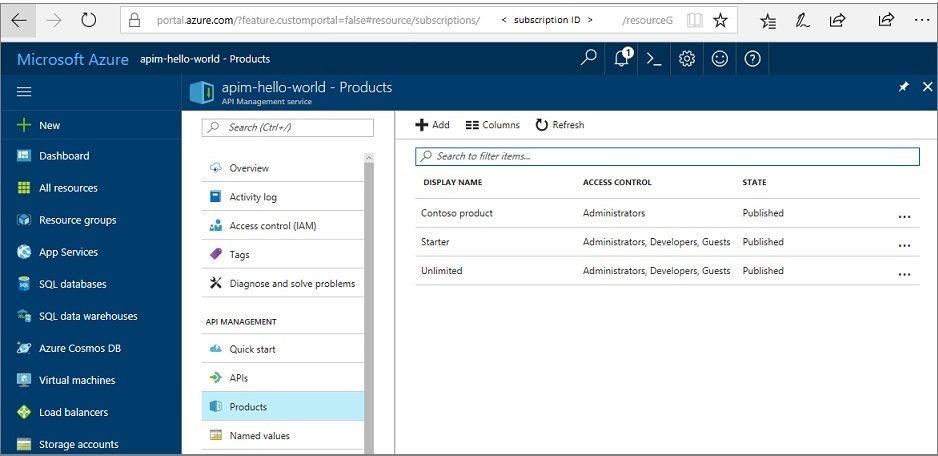 portal.azure.com/?feature.customportal=false#resource/subscriptions/ < subscription ID > /resourceG
Microsoft Azure apim-hello-world - Products
1
apim-hello-world - Products
API Management service
New
Dashboard
All resources
Resource groups
App Services
SQL databases
SQL data warehouses
Azure Cosmos DB
Virtual machines
Load balancers
Storage accounts
Search (Ctrl+/)
Overview
Activity log
Access control (IAM)
Tags
Diagnose and solve problems
API MANAGEMENT
Quick start
APIs
Products
Named values
Add Columns Refresh
Search to filter items...
DISPLAY NAME ACCESS CONTROL STATE
Contoso product Administrators Published ...
Starter Administrators, Developers, Guests Published ...
Unlimited Administrators, Developers, Guests Published ...